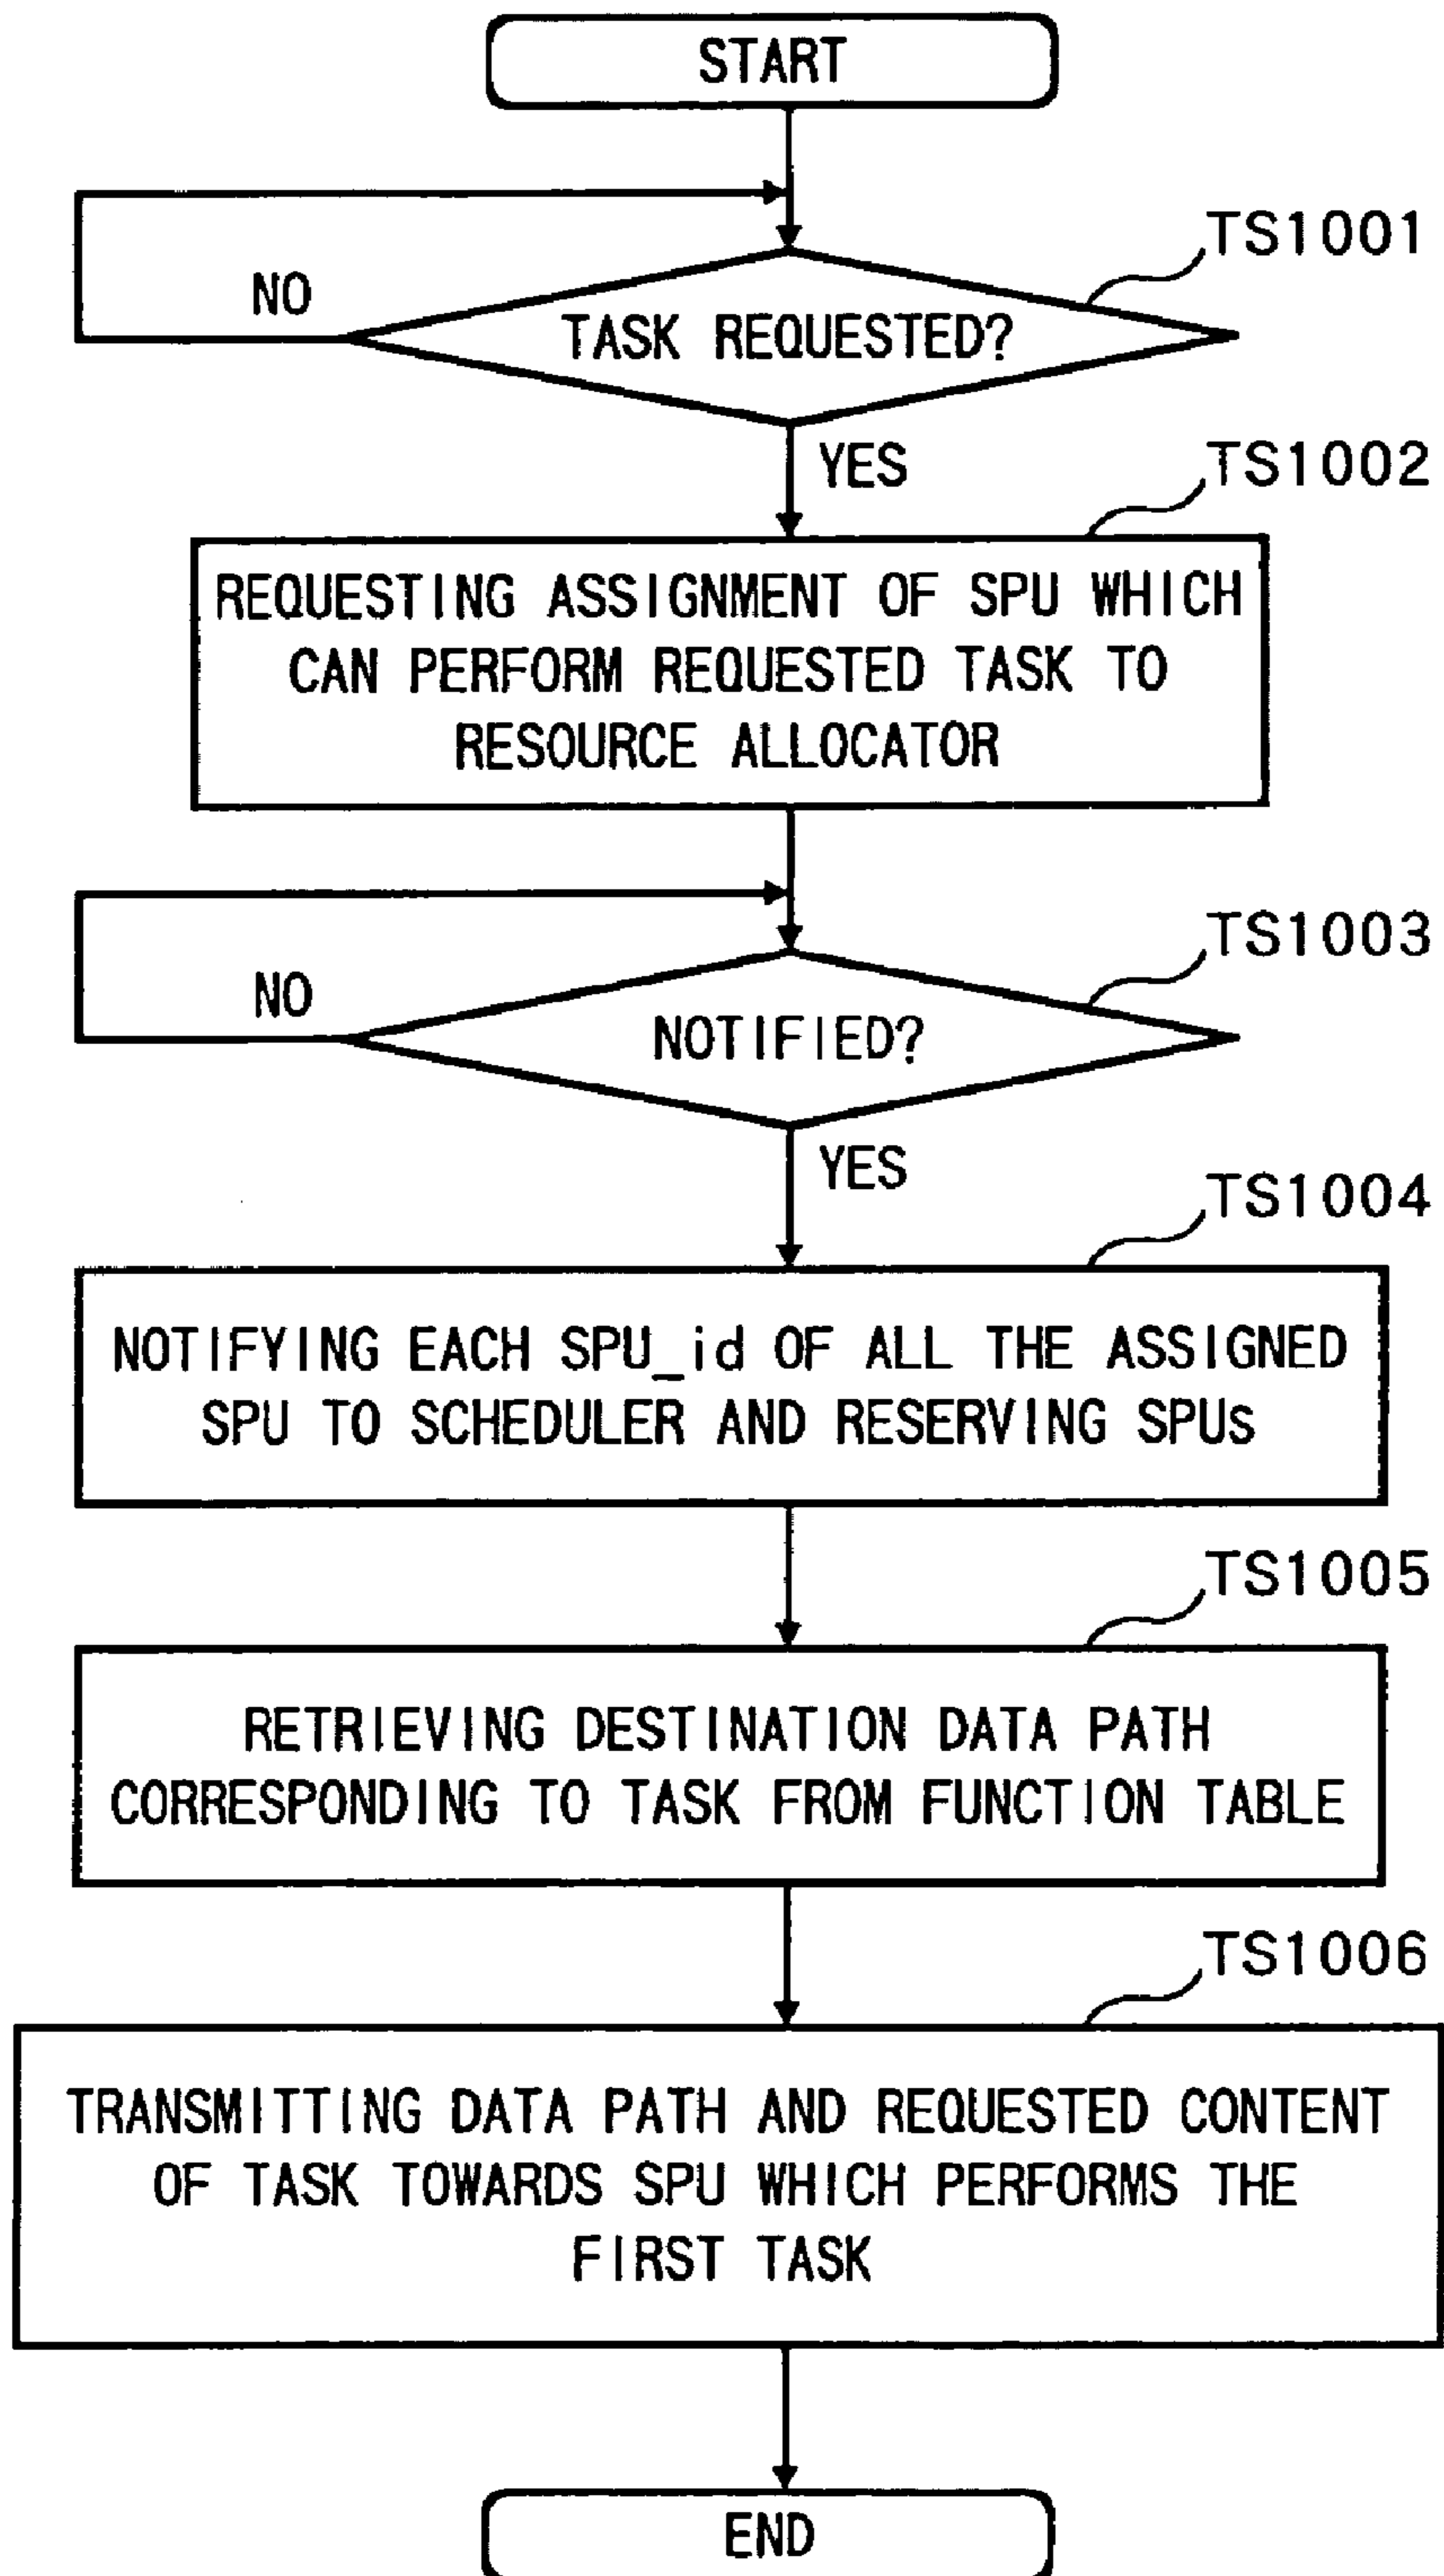 START
TS1001
NO
TASK REQUESTED?
YES
TS1002
REQUESTING ASSIGNMENT OF SPU WHICH
CAN PERFORM REQUESTED TASK TO
RESOURCE ALLOCATOR
TS1003
NO
NOTIFIED?
YES
TS1004
NOTIFYING EACH SPU_id OF ALL THE ASSIGNED
SPU TO SCHEDULER AND RESERVING SPUs
TS1005
RETRIEVING DESTINATION DATA PATH
CORRESPONDING TO TASK FROM FUNCTION TABLE
TS1006
TRANSMITTING DATA PATH AND REQUESTED CONTENT
OF TASK TOWARDS SPU WHICH PERFORMS THE
FIRST TASK
END